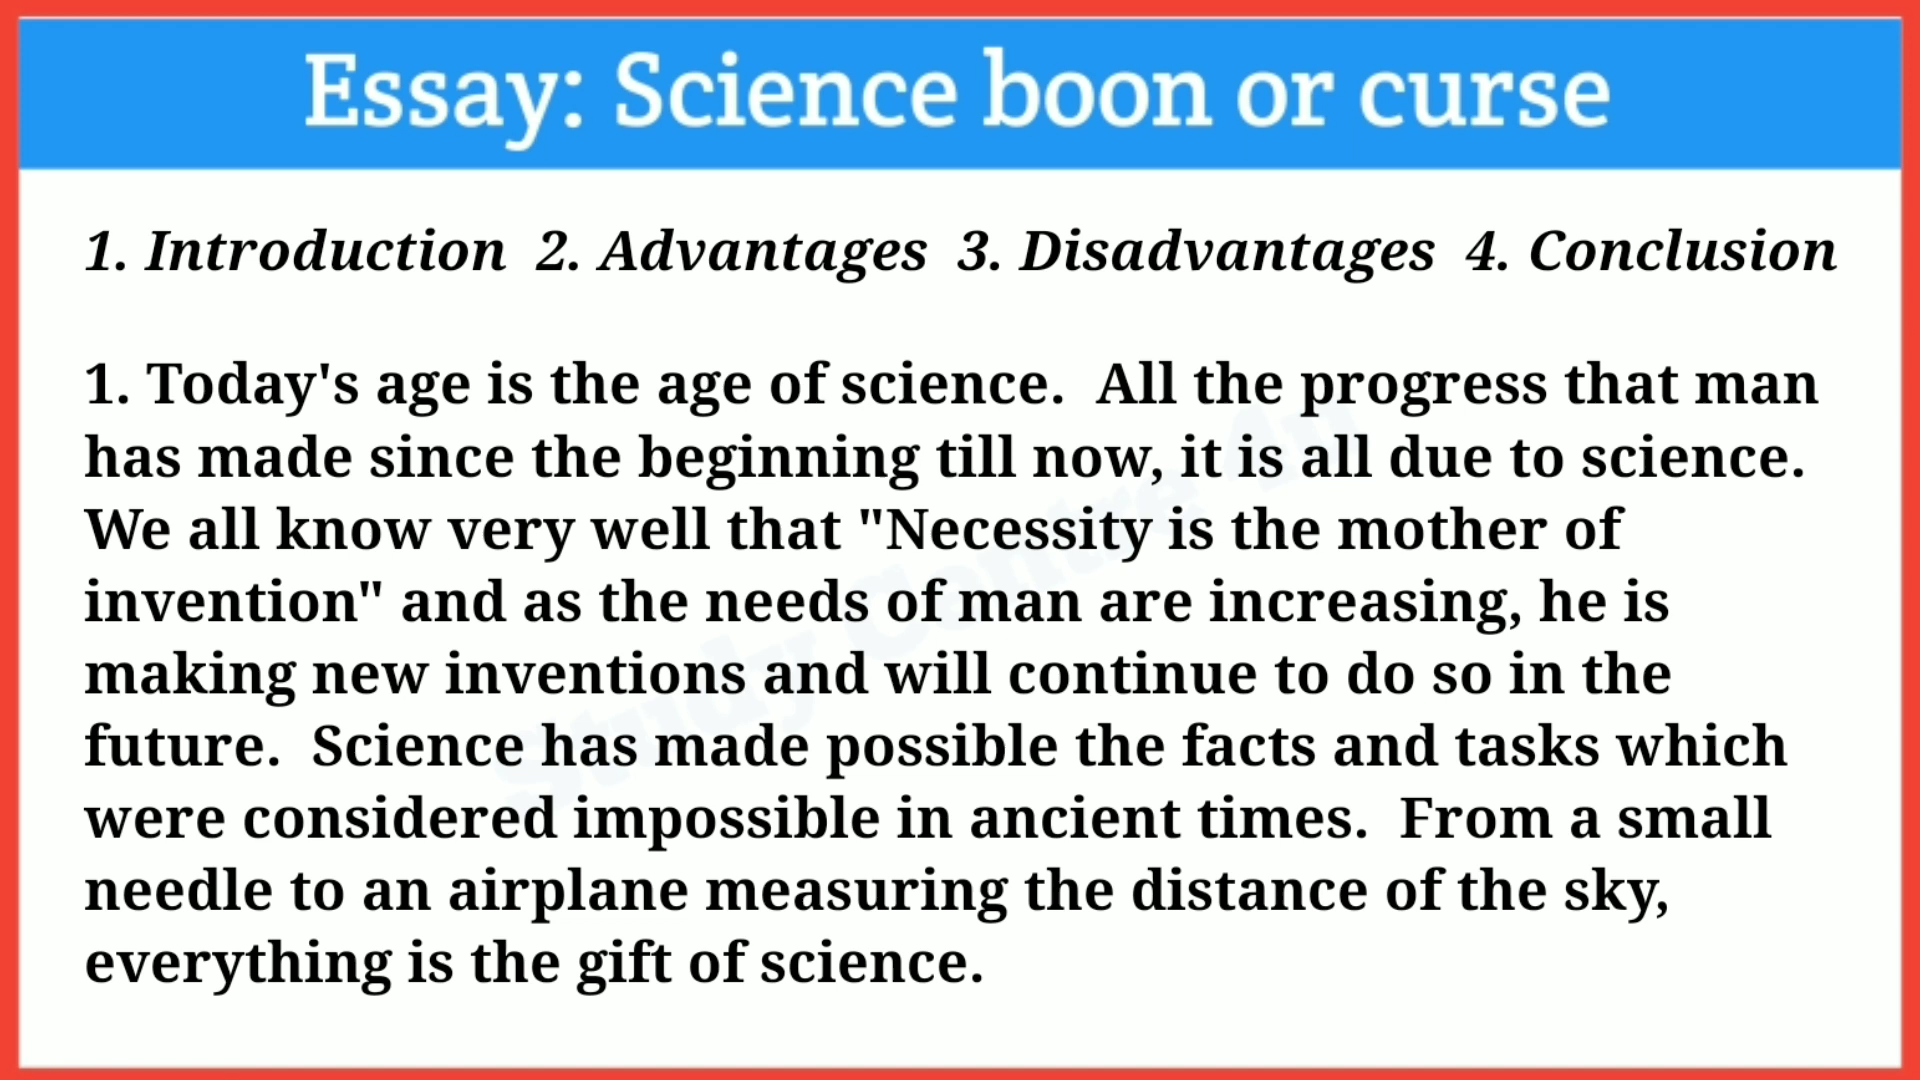 Essay: Science boon or curse
1. Introduction  2. Advantages  3. Disadvantages  4. Conclusion
1. Today's age is the age of science.  All the progress that man
has made since the beginning till now, it is all due to science.
We all know very well that "Necessity is the mother of
invention" and as the needs of man are increasing, he is
making new inventions and will continue to do so in the
future.  Science has made possible the facts and tasks which
were considered impossible in ancient times.  From a small
needle to an airplane measuring the distance of the sky,
everything is the gift of science.
Study Centre 4u